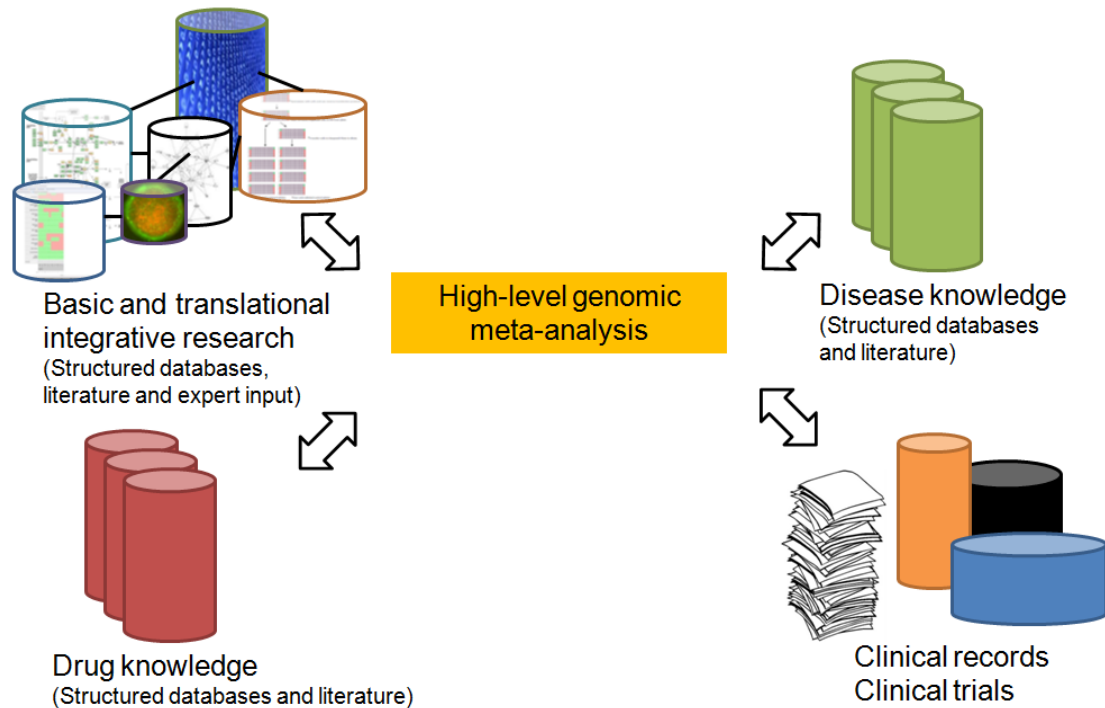 Basic and translational
integrative research
(Structured databases,
literature and expert input)
High-level genomic
meta-analysis
Disease knowledge
(Structured databases
and literature)
Drug knowledge
(Structured databases and literature)
Clinical records
Clinical trials